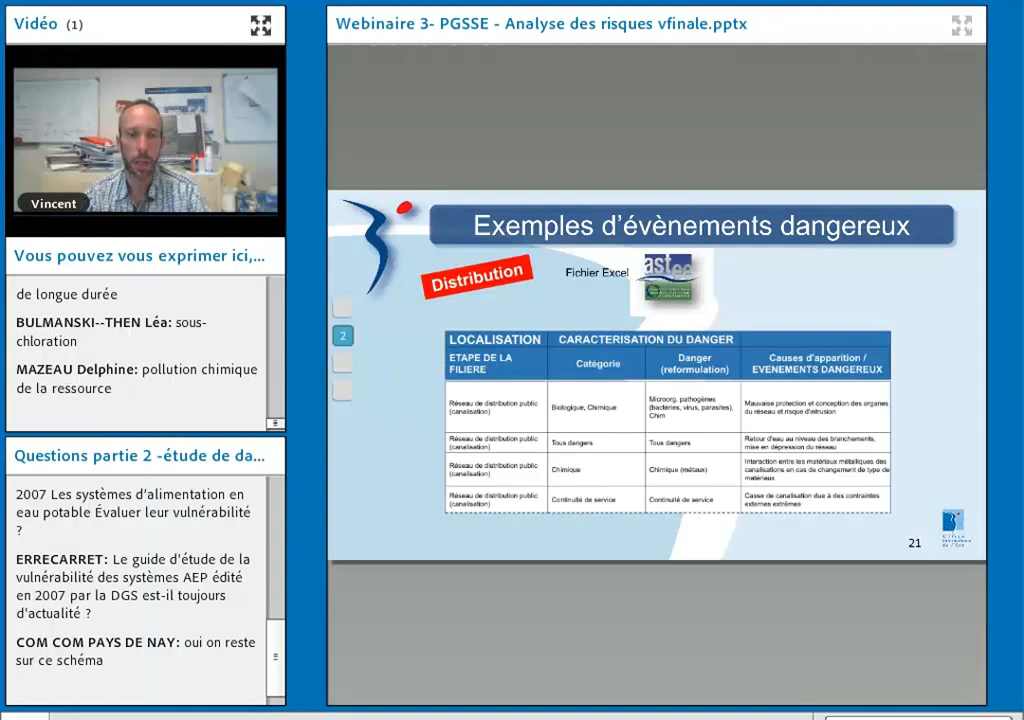 Vidéo (1)
Vincent
Vous pouvez vous exprimer ici,...
de longue durée
BULMANSKI--THEN Léa: sous-
chloration
MAZEAU Delphine: pollution chimique
de la ressource
Questions partie 2 -étude de da...
2007 Les systèmes d'alimentation en
eau potable Évaluer leur vulnérabilité
?
ERRECARRET: Le guide d'étude de la
vulnérabilité des systèmes AEP édité
en 2007 par la DGS est-il toujours
d'actualité ?
COM COM PAYS DE NAY: oui on reste
sur ce schéma
Webinaire 3- PGSSE - Analyse des risques vfinale.pptx
Exemples d'évènements dangereux
Distribution
Fichier Excel
astee
2
LOCALISATION CARACTERISATION DU DANGER
ETAPE DE LA
FILIERE
Catégorie
Danger
(reformulation)
Causes d'apparition /
EVENEMENTS DANGEREUX
Réseau de distribution public
(canalisation)
Biologique, Chimique
Microorg. pathogènes
(bactéries, virus, parasites),
Chim
Mauvaise protection et conception des organes
du réseau et risque d'intrusion
Réseau de distribution public
(canalisation)
Tous dangers
Tous dangers
Retour d'eau au niveau des branchements,
mise en dépression du réseau
Réseau de distribution public
(canalisation)
Chimique
Chimique (métaux)
Interaction entre les matériaux métalliques des
canalisations en cas de changement de type de
matériaux
Réseau de distribution public
(canalisation)
Continuité de service
Continuité de service
Casse de canalisation due à des contraintes
externes extrêmes
21
Office
International
de l'Eau